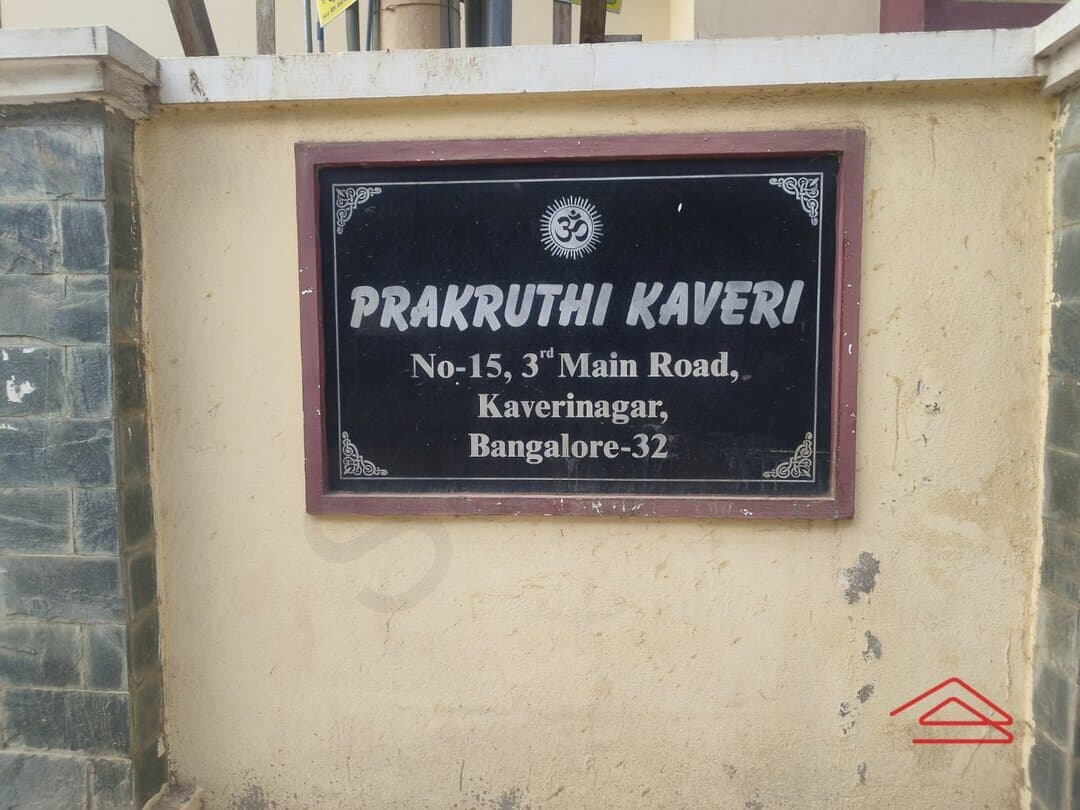 ॐ
PRAKRUTHI KAVERI
No-15, 3rd Main Road,
Kaverinagar,
Bangalore-32